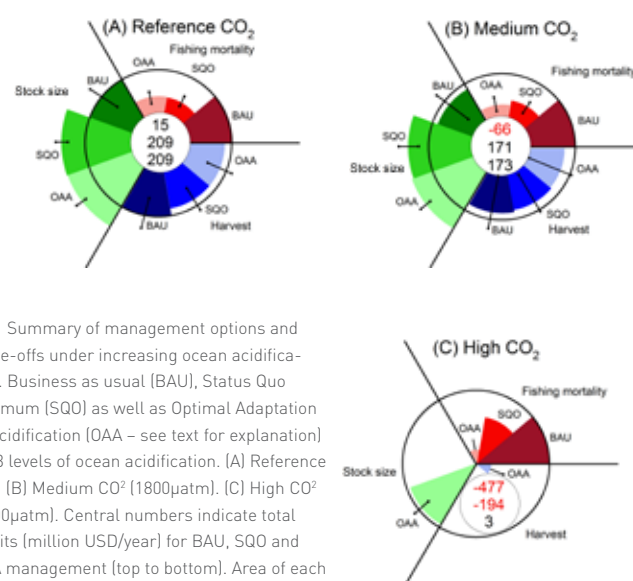 (A) Reference CO2
Fishing mortality
OAA
SQO
BAU
Stock size
BAU
15
209
209
SQO
OAA
OAA
SQO
BAU
Harvest
(B) Medium CO2
Fishing mortality
OAA
SQO
BAU
BAU
-66
171
173
SQO
Stock size
OAA
OAA
SQO
BAU
Harvest
Summary of management options and
e-offs under increasing ocean acidifica-
. Business as usual (BAU), Status Quo
mum (SQO) as well as Optimal Adaptation
cidification (OAA – see text for explanation)
3 levels of ocean acidification. (A) Reference
(B) Medium CO² (1800µatm). (C) High CO²
0µatm). Central numbers indicate total
its (million USD/year) for BAU, SQO and
management (top to bottom). Area of each
(C) High CO2
Fishing mortality
SQO
OAA
BAU
Stock size
OAA
OAA
-477
-194
3
Harvest